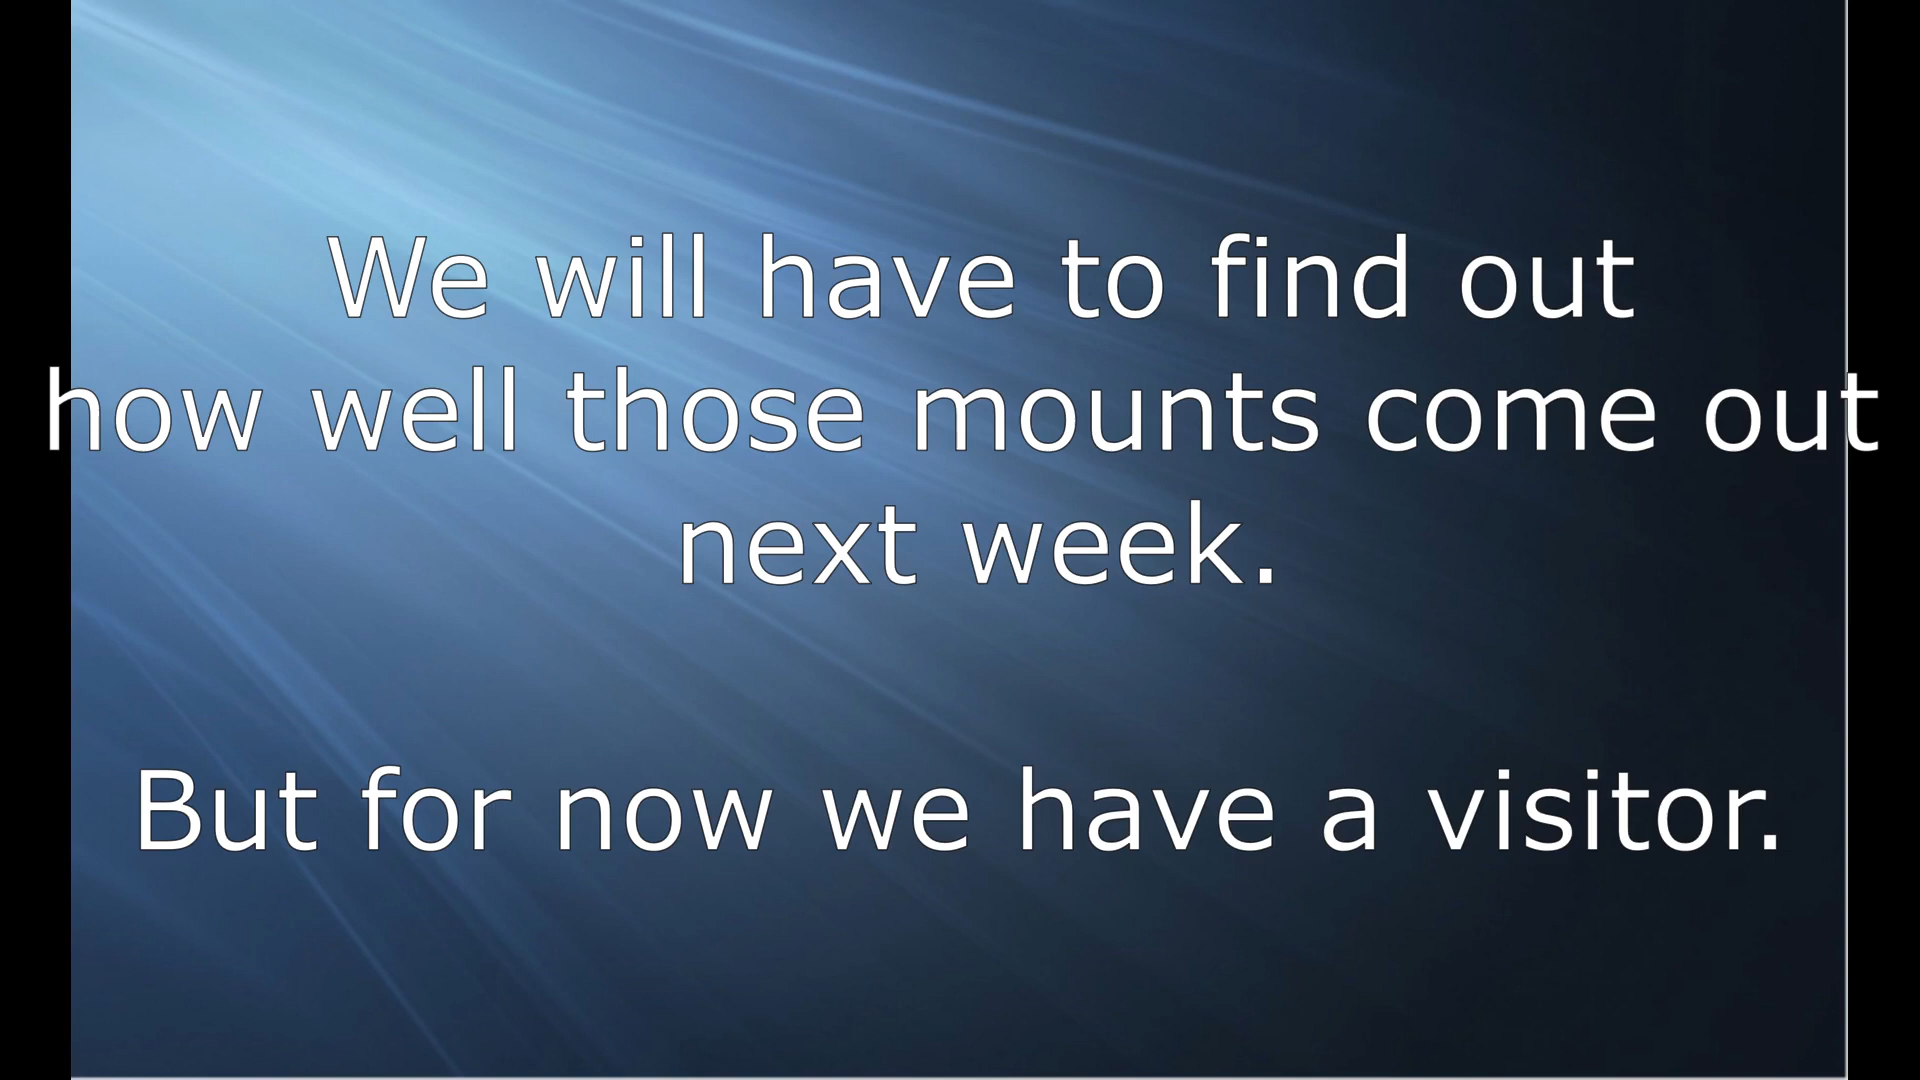 We will have to find out
how well those mounts come out
next week.
But for now we have a visitor.